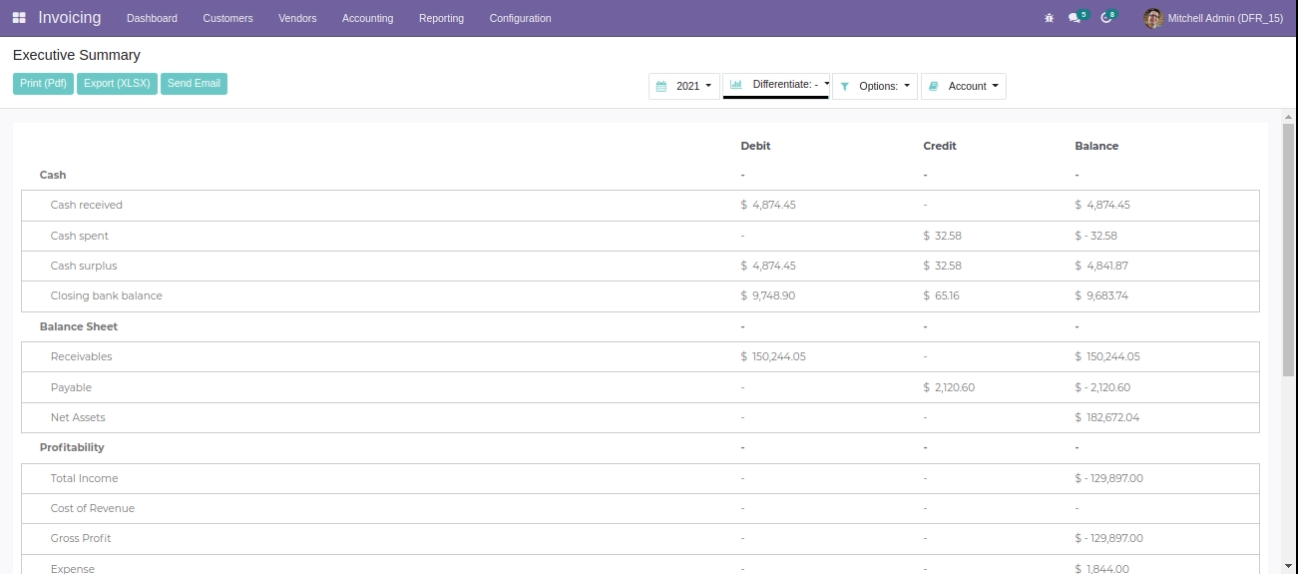 Invoicing Dashboard Customers Vendors Accounting Reporting Configuration 5 8 Mitchell Admin (DFR_15)
Executive Summary
Print (Pdf) Export (XLSX) Send Email 2021 Differentiate: - Options: Account
Debit Credit Balance
Cash - - -
Cash received $ 4,874.45 - $ 4,874.45
Cash spent - $ 32.58 $ - 32.58
Cash surplus $ 4,874.45 $ 32.58 $ 4,841.87
Closing bank balance $ 9,748.90 $ 65.16 $ 9,683.74
Balance Sheet - - -
Receivables $ 150,244.05 - $ 150,244.05
Payable - $ 2,120.60 $ - 2,120.60
Net Assets - - $ 182,672.04
Profitability - - -
Total Income - - $ - 129,897.00
Cost of Revenue - - -
Gross Profit - - $ - 129,897.00
Expense - - $ 1,844.00